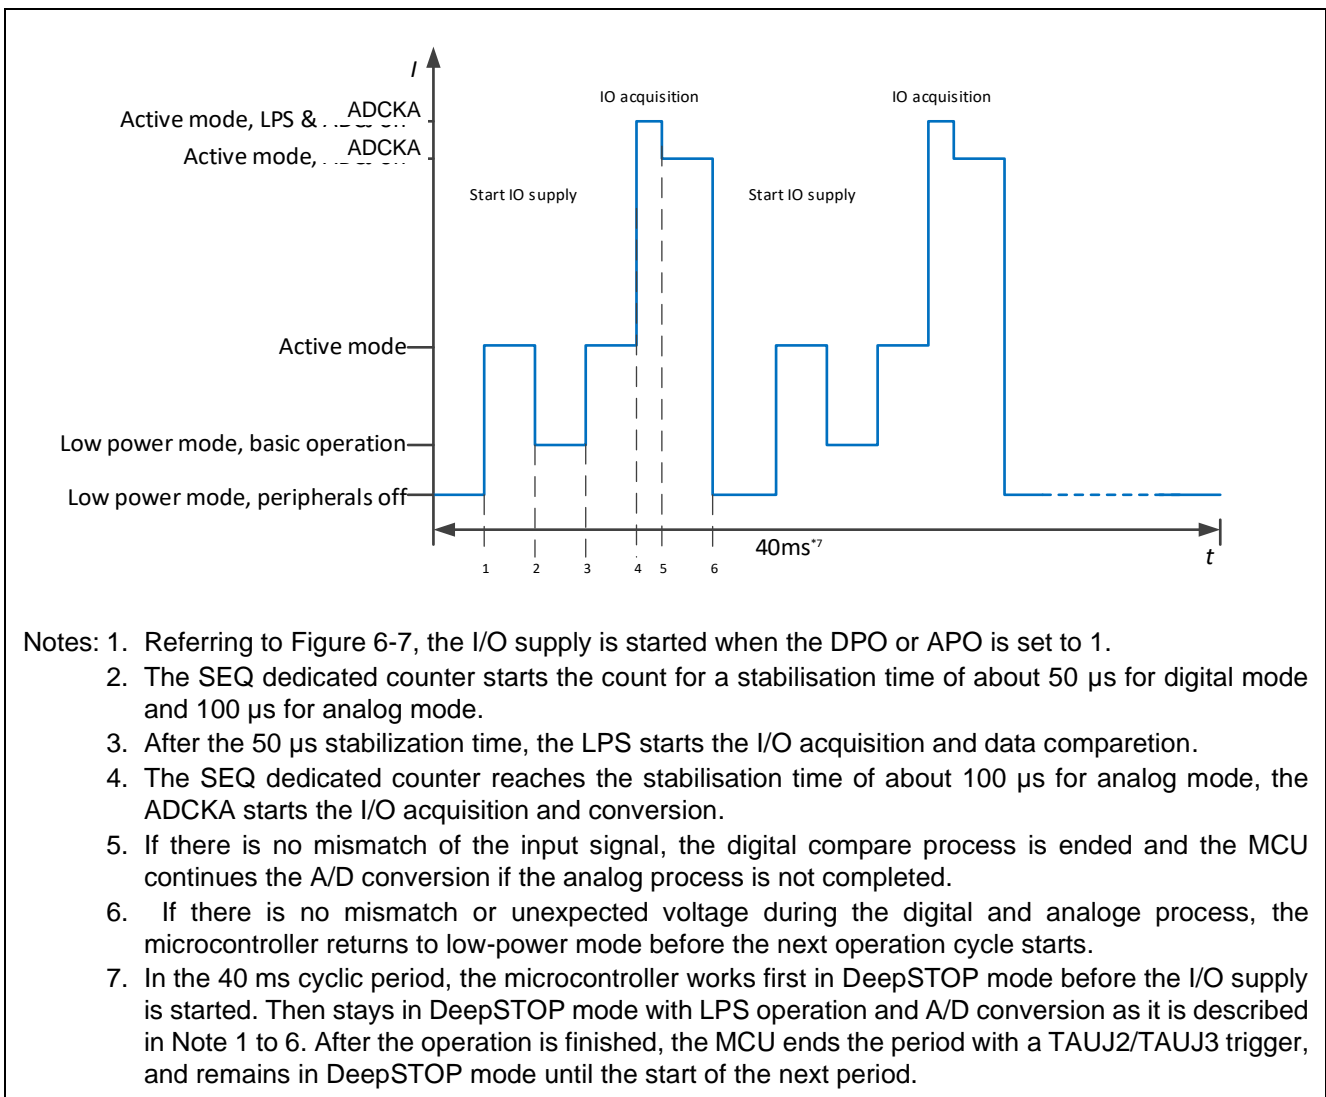 I
IO acquisition
IO acquisition
Active mode, LPS & ADCKA
Active mode, ADCKA
Start IO supply
Start IO supply
Active mode
Low power mode, basic operation
Low power mode, peripherals off
40ms*7
t
1 2 3 4 5 6
Notes: 1. Referring to Figure 6-7, the I/O supply is started when the DPO or APO is set to 1.
2. The SEQ dedicated counter starts the count for a stabilisation time of about 50 µs for digital mode
and 100 µs for analog mode.
3. After the 50 µs stabilization time, the LPS starts the I/O acquisition and data comparetion.
4. The SEQ dedicated counter reaches the stabilisation time of about 100 µs for analog mode, the
ADCKA starts the I/O acquisition and conversion.
5. If there is no mismatch of the input signal, the digital compare process is ended and the MCU
continues the A/D conversion if the analog process is not completed.
6. If there is no mismatch or unexpected voltage during the digital and analoge process, the
microcontroller returns to low-power mode before the next operation cycle starts.
7. In the 40 ms cyclic period, the microcontroller works first in DeepSTOP mode before the I/O supply
is started. Then stays in DeepSTOP mode with LPS operation and A/D conversion as it is described
in Note 1 to 6. After the operation is finished, the MCU ends the period with a TAUJ2/TAUJ3 trigger,
and remains in DeepSTOP mode until the start of the next period.